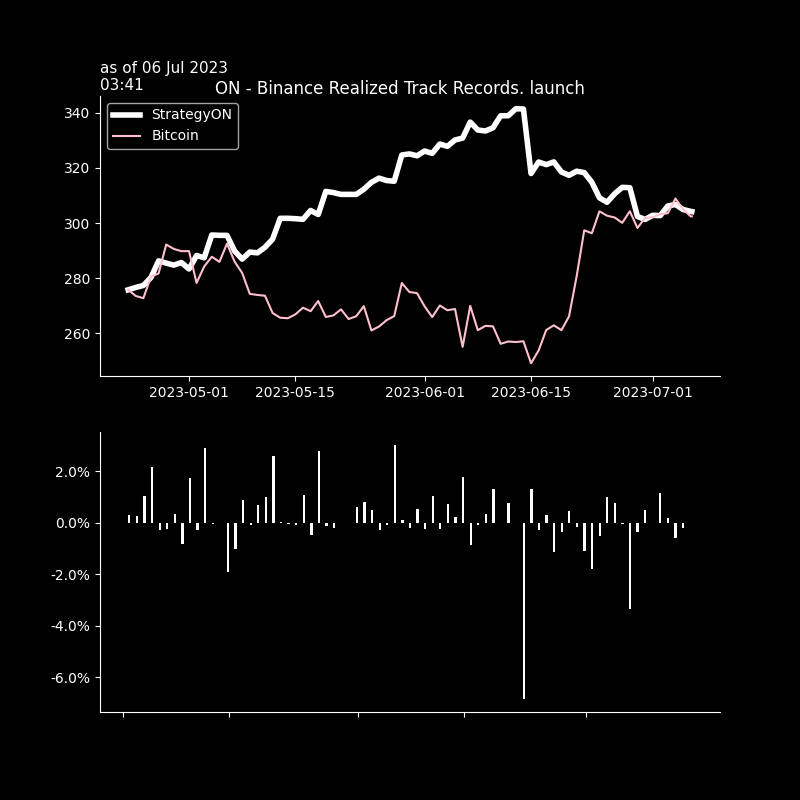 as of 06 Jul 2023
03:41
ON - Binance Realized Track Records. launch
StrategyON
Bitcoin
340
320
300
280
260
2023-05-01 2023-05-15 2023-06-01 2023-06-15 2023-07-01
2.0%
0.0%
-2.0%
-4.0%
-6.0%